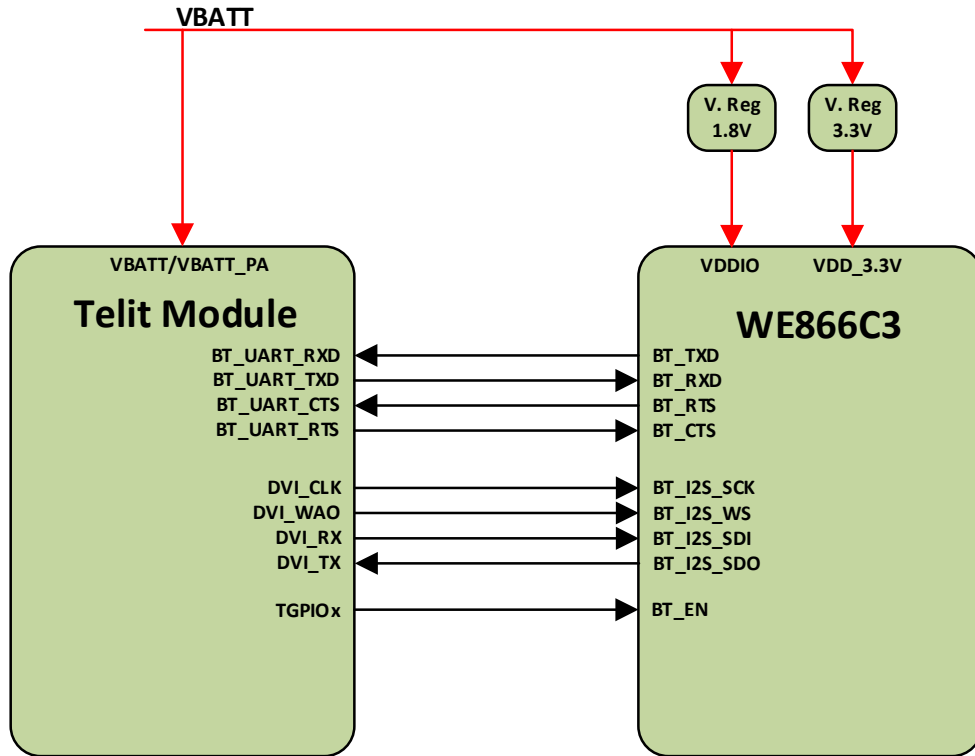 VBATT
V. Reg
1.8V
V. Reg
3.3V
VBATT/VBATT_PA
VDDIO
VDD_3.3V
Telit Module
WE866C3
BT_UART_RXD
BT_TXD
BT_UART_TXD
BT_RXD
BT_UART_CTS
BT_RTS
BT_UART_RTS
BT_CTS
DVI_CLK
BT_I2S_SCK
DVI_WAO
BT_I2S_WS
DVI_RX
BT_I2S_SDI
DVI_TX
BT_I2S_SDO
TGPIOx
BT_EN